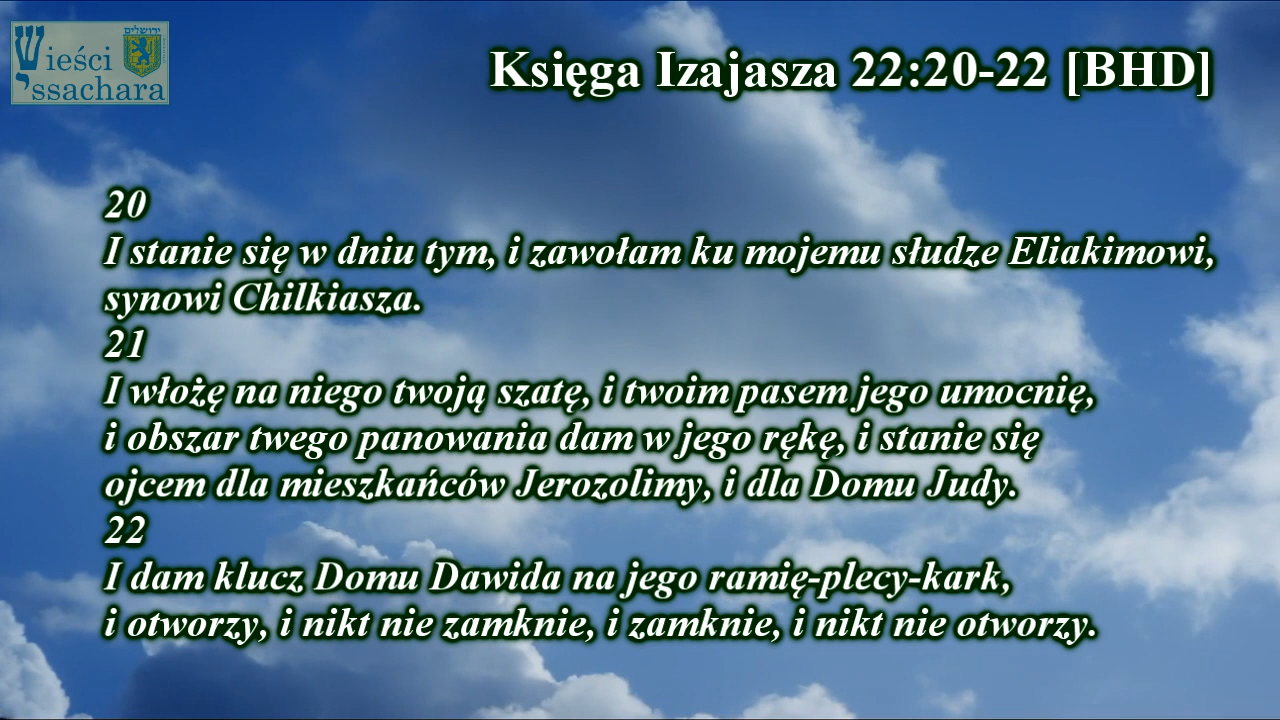 ירושלים
שieści
יssachara
Księga Izajasza 22:20-22 [BHD]
20
I stanie się w dniu tym, i zawołam ku mojemu słudze Eliakimowi,
synowi Chilkiasza.
21
I włożę na niego twoją szatę, i twoim pasem jego umocnię,
i obszar twego panowania dam w jego rękę, i stanie się
ojcem dla mieszkańców Jerozolimy, i dla Domu Judy.
22
I dam klucz Domu Dawida na jego ramię-plecy-kark,
i otworzy, i nikt nie zamknie, i zamknie, i nikt nie otworzy.